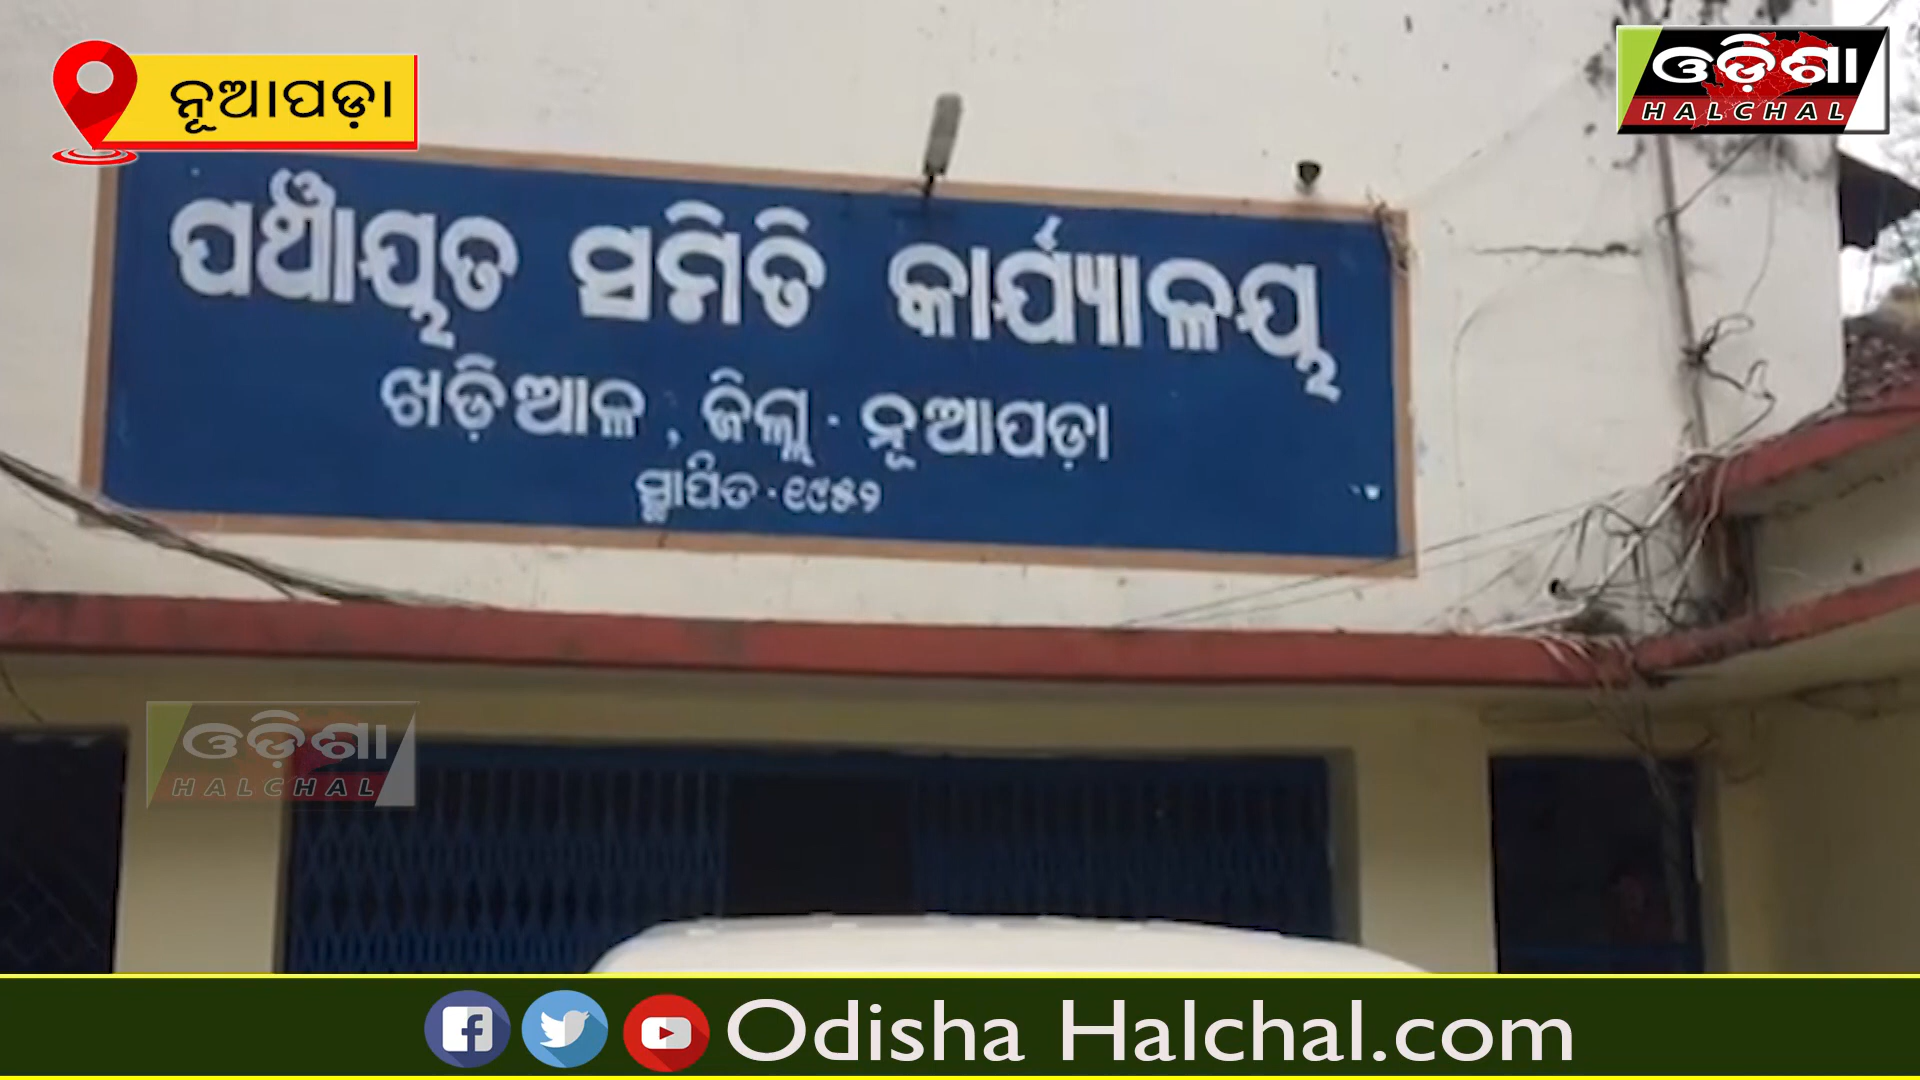 ନୂଆପଡ଼ା
ଓଡ଼ିଶା
HALCHAL
ପଞ୍ଚାୟତ ସମିତି କାର୍ଯ୍ୟାଳୟ
ଖଡ଼ିଆଳ , ଜିଲ୍ଲା - ନୂଆପଡ଼ା
ସ୍ଥାପିତ - ୧୯୫୨
ଓଡ଼ିଶା
HALCHAL
Odisha Halchal.com